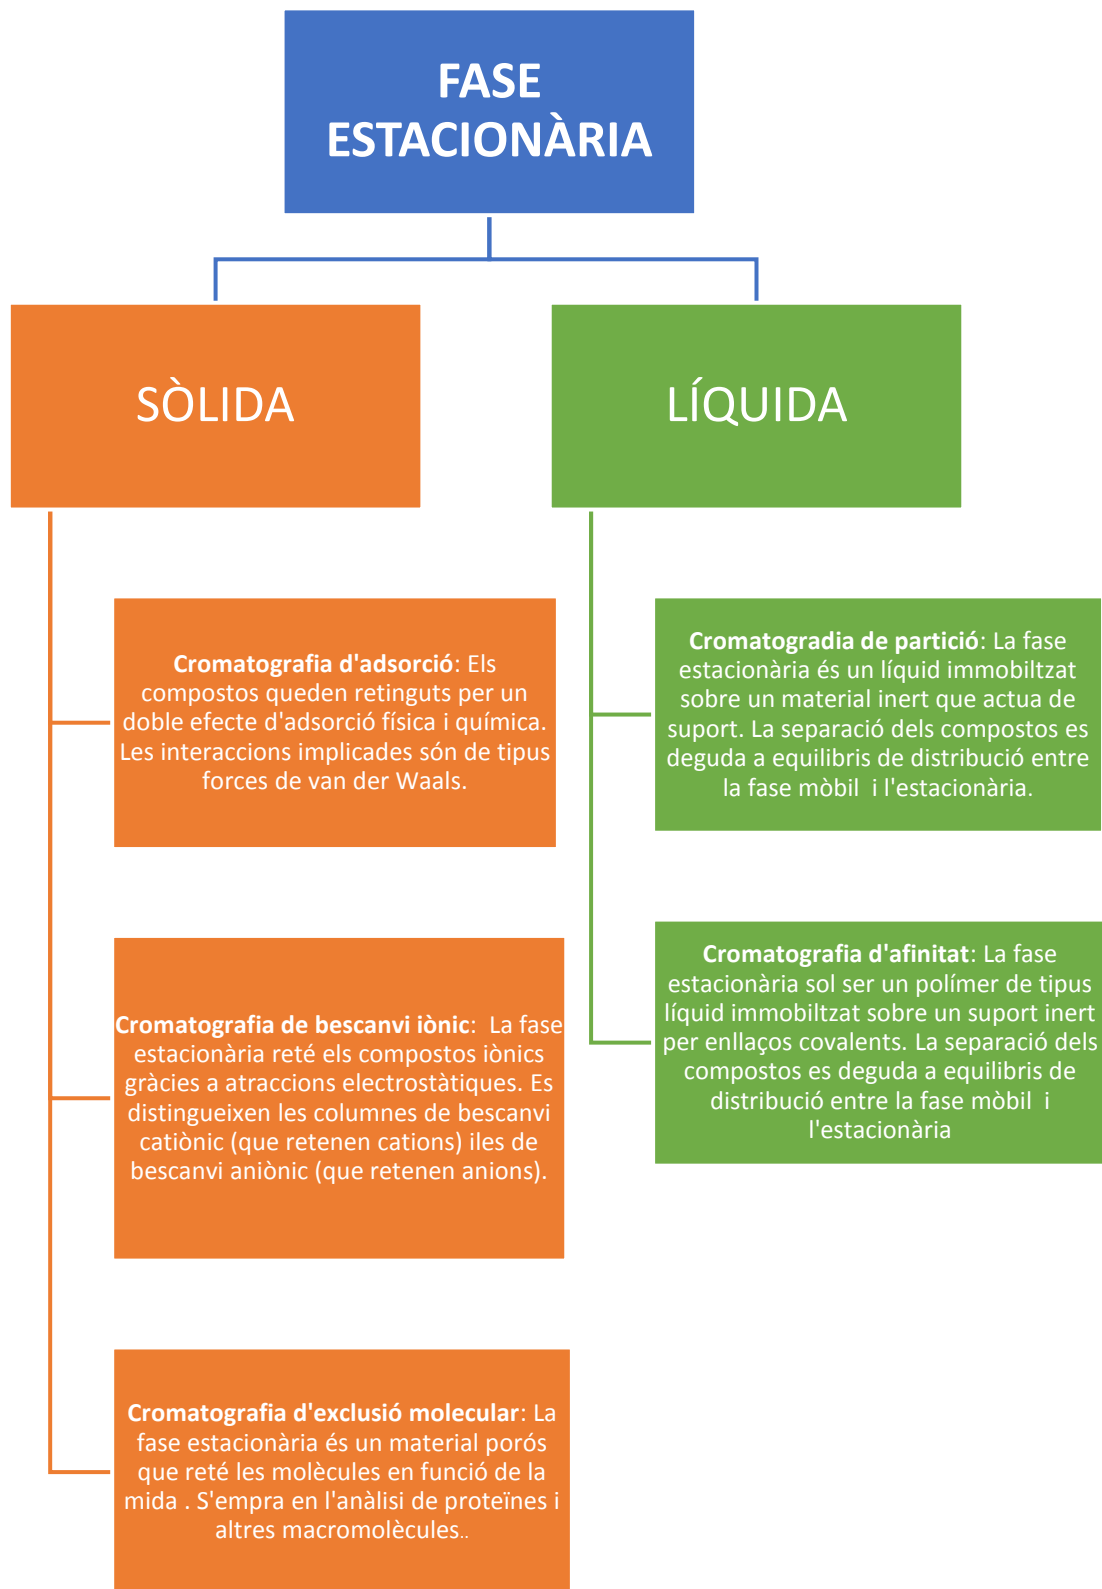 FASE
ESTACIONÀRIA
SÒLIDA
LÍQUIDA
Cromatografia d'adsorció: Els
compostos queden retinguts per un
doble efecte d'adsorció física i química.
Les interaccions implicades són de tipus
forces de van der Waals.
Cromatografia de bescanvi iònic:  La fase
estacionària reté els compostos iònics
gràcies a atraccions electrostàtiques. Es
distingueixen les columnes de bescanvi
catiònic (que retenen cations) iles de
bescanvi aniònic (que retenen anions).
Cromatografia d'exclusió molecular: La
fase estacionària és un material porós
que reté les molècules en funció de la
mida . S'empra en l'anàlisi de proteïnes i
altres macromolècules..
Cromatogradia de partició: La fase
estacionària és un líquid immobiltzat
sobre un material inert que actua de
suport. La separació dels compostos es
deguda a equilibris de distribució entre
la fase mòbil  i l'estacionària.
Cromatografia d'afinitat: La fase
estacionària sol ser un polímer de tipus
líquid immobiltzat sobre un suport inert
per enllaços covalents. La separació dels
compostos es deguda a equilibris de
distribució entre la fase mòbil  i
l'estacionària